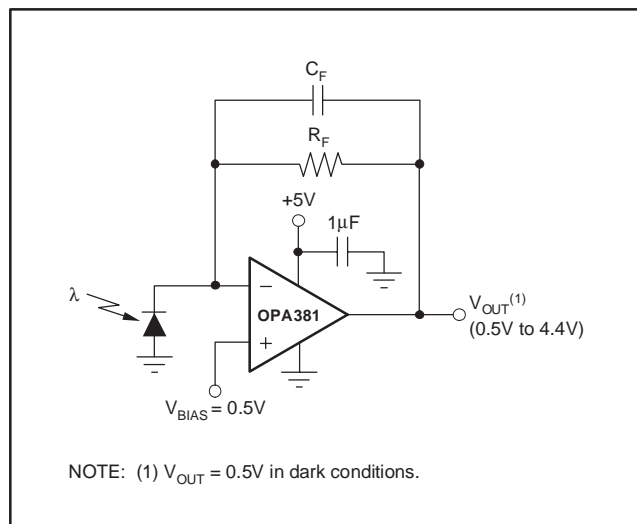 C_F
R_F
+5V
1µF
λ
−
OPA381
+
V_OUT^(1)
(0.5V to 4.4V)
V_BIAS = 0.5V
NOTE: (1) V_OUT = 0.5V in dark conditions.